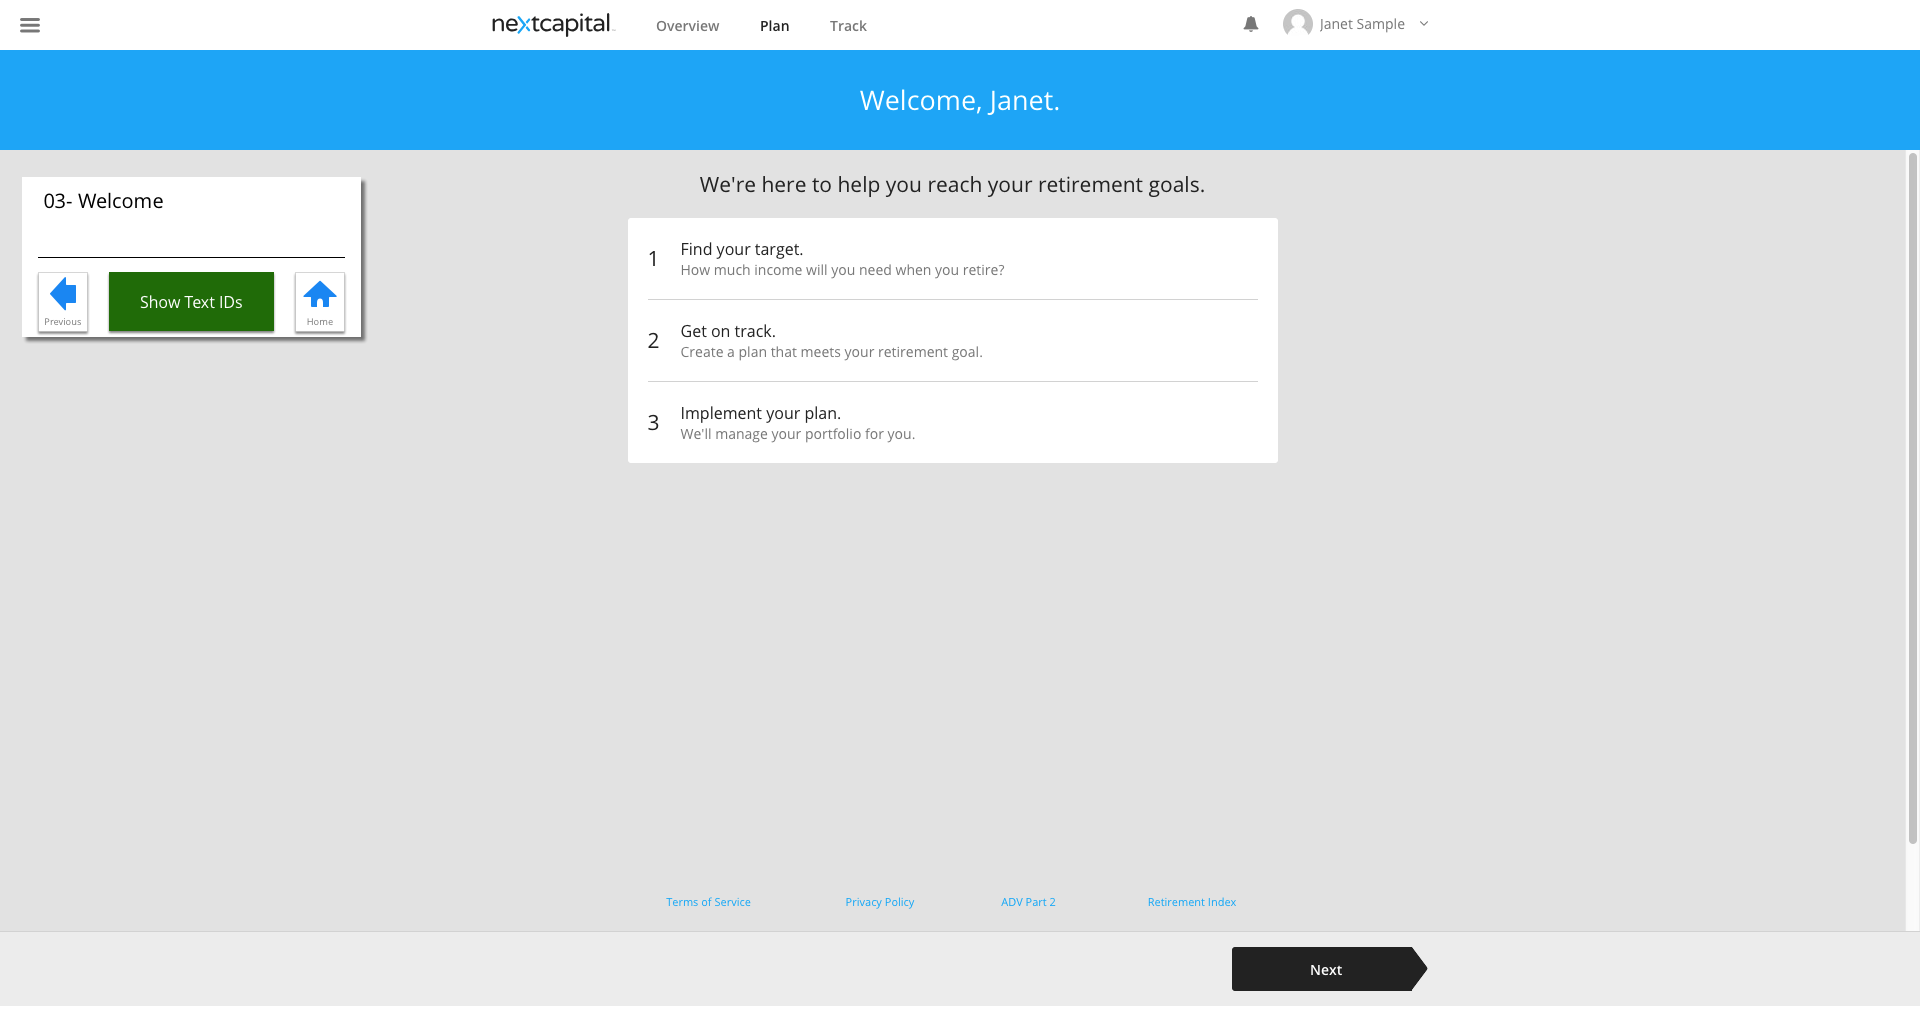 nextcapital
Overview
Plan
Track
Janet Sample
Welcome, Janet.
03- Welcome
Previous
Show Text IDs
Home
We're here to help you reach your retirement goals.
1
Find your target.
How much income will you need when you retire?
2
Get on track.
Create a plan that meets your retirement goal.
3
Implement your plan.
We'll manage your portfolio for you.
Terms of Service
Privacy Policy
ADV Part 2
Retirement Index
Next